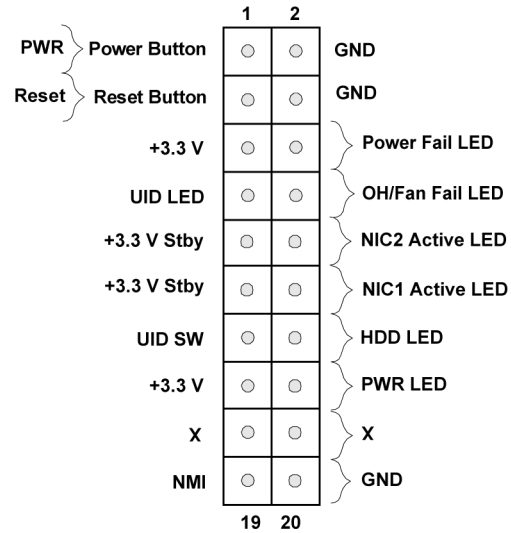 1 2
PWR Power Button GND
Reset Reset Button GND
+3.3 V Power Fail LED
UID LED OH/Fan Fail LED
+3.3 V Stby NIC2 Active LED
+3.3 V Stby NIC1 Active LED
UID SW HDD LED
+3.3 V PWR LED
X X
NMI GND
19 20